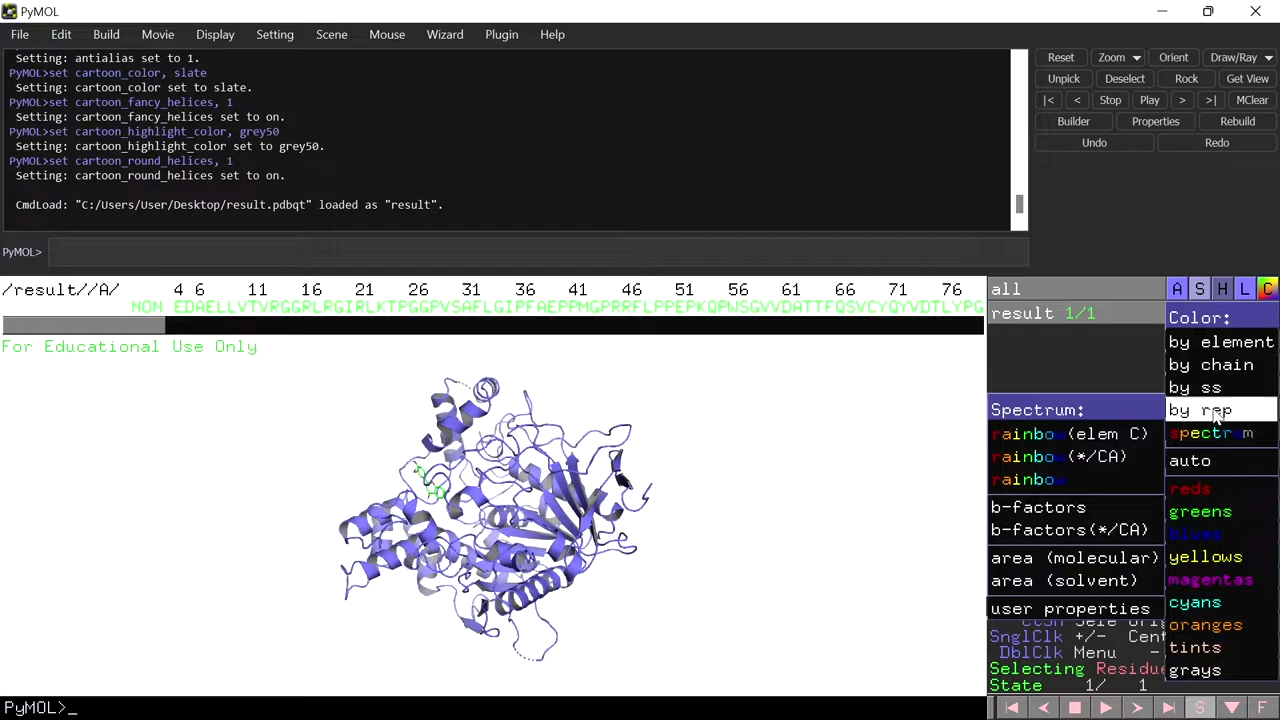 PyMOL
File Edit Build Movie Display Setting Scene Mouse Wizard Plugin Help
Setting: antialias set to 1.
PyMOL>set cartoon_color, slate
Setting: cartoon_color set to slate.
PyMOL>set cartoon_fancy_helices, 1
Setting: cartoon_fancy_helices set to on.
PyMOL>set cartoon_highlight_color, grey50
Setting: cartoon_highlight_color set to grey50.
PyMOL>set cartoon_round_helices, 1
Setting: cartoon_round_helices set to on.
CmdLoad: "C:/Users/User/Desktop/result.pdbqt" loaded as "result".
PyMOL>
Reset Zoom Orient Draw/Ray
Unpick Deselect Rock Get View
|< < Stop Play > >| MClear
Builder Properties Rebuild
Undo Redo
/result//A/ 4 6 11 16 21 26 31 36 41 46 51 56 61 66 71 76
NON EDAELLVTVRGGRLRGIRLKTPGGPVSAFLGIPFAEPPMGPRRFLPPEPKQPWSGVVDATTFQSVCYQYVDTLYPG
For Educational Use Only
all A S H L C
result 1/1
Color:
by element
by chain
by ss
by rep
spectrum
auto
reds
greens
blues
yellows
magentas
cyans
oranges
tints
grays
Spectrum:
rainbow(elem C)
rainbow(*/CA)
rainbow
b-factors
b-factors(*/CA)
area (molecular)
area (solvent)
user properties
SnglClk +/- Cent
DblClk Menu -
Selecting Residue
State 1/ 1
S F
PyMOL>_